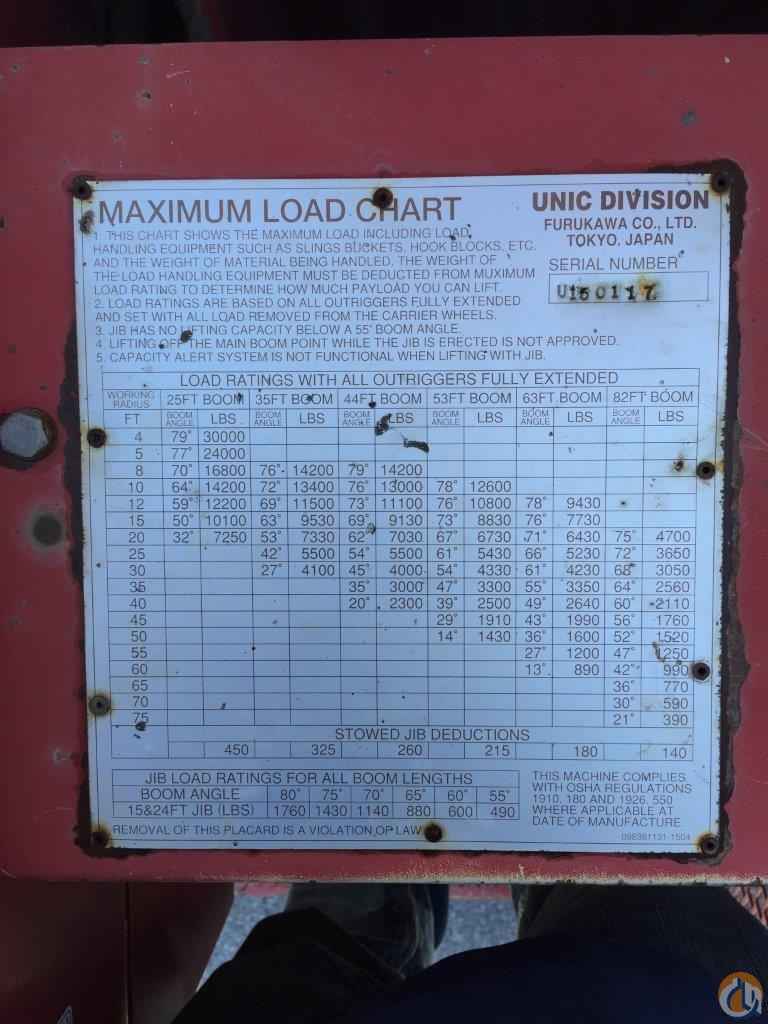 MAXIMUM LOAD CHART
1. THIS CHART SHOWS THE MAXIMUM LOAD INCLUDING LOAD
HANDLING EQUIPMENT SUCH AS SLINGS BUCKETS, HOOK BLOCKS, ETC.
AND THE WEIGHT OF MATERIAL BEING HANDLED, THE WEIGHT OF
THE LOAD HANDLING EQUIPMENT MUST BE DEDUCTED FROM MUXIMUM
LOAD RATING TO DETERMINE HOW MUCH PAYLOAD YOU CAN LIFT.
2. LOAD RATINGS ARE BASED ON ALL OUTRIGGERS FULLY EXTENDED
AND SET WITH ALL LOAD REMOVED FROM THE CARRIER WHEELS.
3. JIB HAS NO LIFTING CAPACITY BELOW A 55° BOOM ANGLE.
4. LIFTING OFF THE MAIN BOOM POINT WHILE THE JIB IS ERECTED IS NOT APPROVED.
5. CAPACITY ALERT SYSTEM IS NOT FUNCTIONAL WHEN LIFTING WITH JIB.
UNIC DIVISION
FURUKAWA CO., LTD.
TOKYO, JAPAN
SERIAL NUMBER
U150117
LOAD RATINGS WITH ALL OUTRIGGERS FULLY EXTENDED
WORKING RADIUS 25FT BOOM 35FT BOOM 44FT BOOM 53FT BOOM 63FT BOOM 82FT BOOM
FT BOOM ANGLE LBS BOOM ANGLE LBS BOOM ANGLE LBS BOOM ANGLE LBS BOOM ANGLE LBS BOOM ANGLE LBS
4 79° 30000
5 77° 24000
8 70° 16800 76° 14200 79° 14200
10 64° 14200 72° 13400 76° 13000 78° 12600
12 59° 12200 69° 11500 73° 11100 76° 10800 78° 9430
15 50° 10100 63° 9530 69° 9130 73° 8830 76° 7730
20 32° 7250 53° 7330 62° 7030 67° 6730 71° 6430 75° 4700
25 42° 5500 54° 5500 61° 5430 66° 5230 72° 3650
30 27° 4100 45° 4000 54° 4330 61° 4230 68° 3050
35 35° 3000 47° 3300 55° 3350 64° 2560
40 20° 2300 39° 2500 49° 2640 60° 2110
45 29° 1910 43° 1990 56° 1760
50 14° 1430 36° 1600 52° 1520
55 27° 1200 47° 1250
60 13° 890 42° 990
65 36° 770
70 30° 590
75 21° 390
STOWED JIB DEDUCTIONS
450 325 260 215 180 140
JIB LOAD RATINGS FOR ALL BOOM LENGTHS
BOOM ANGLE 80° 75° 70° 65° 60° 55°
15&24FT JIB (LBS) 1760 1430 1140 880 600 490
REMOVAL OF THIS PLACARD IS A VIOLATION OF LAW
THIS MACHINE COMPLIES
WITH OSHA REGULATIONS
1910, 180 AND 1926, 550
WHERE APPLICABLE AT
DATE OF MANUFACTURE